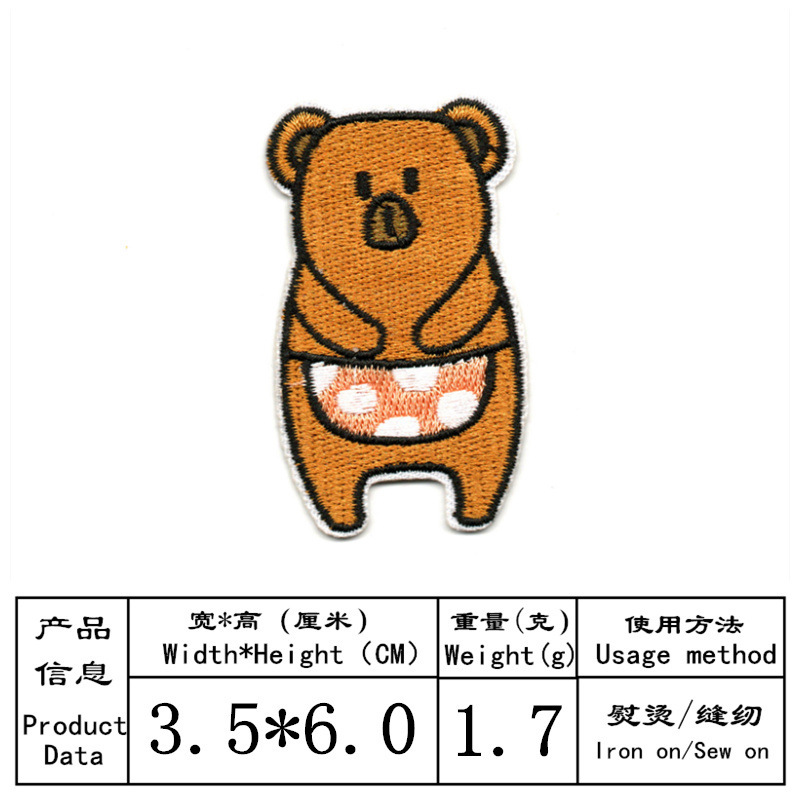 产品
信息
Product
Data
宽*高 (厘米)
Width*Height (CM)
3.5*6.0
重量(克)
Weight(g)
1.7
使用方法
Usage method
熨烫/缝纫
Iron on/Sew on